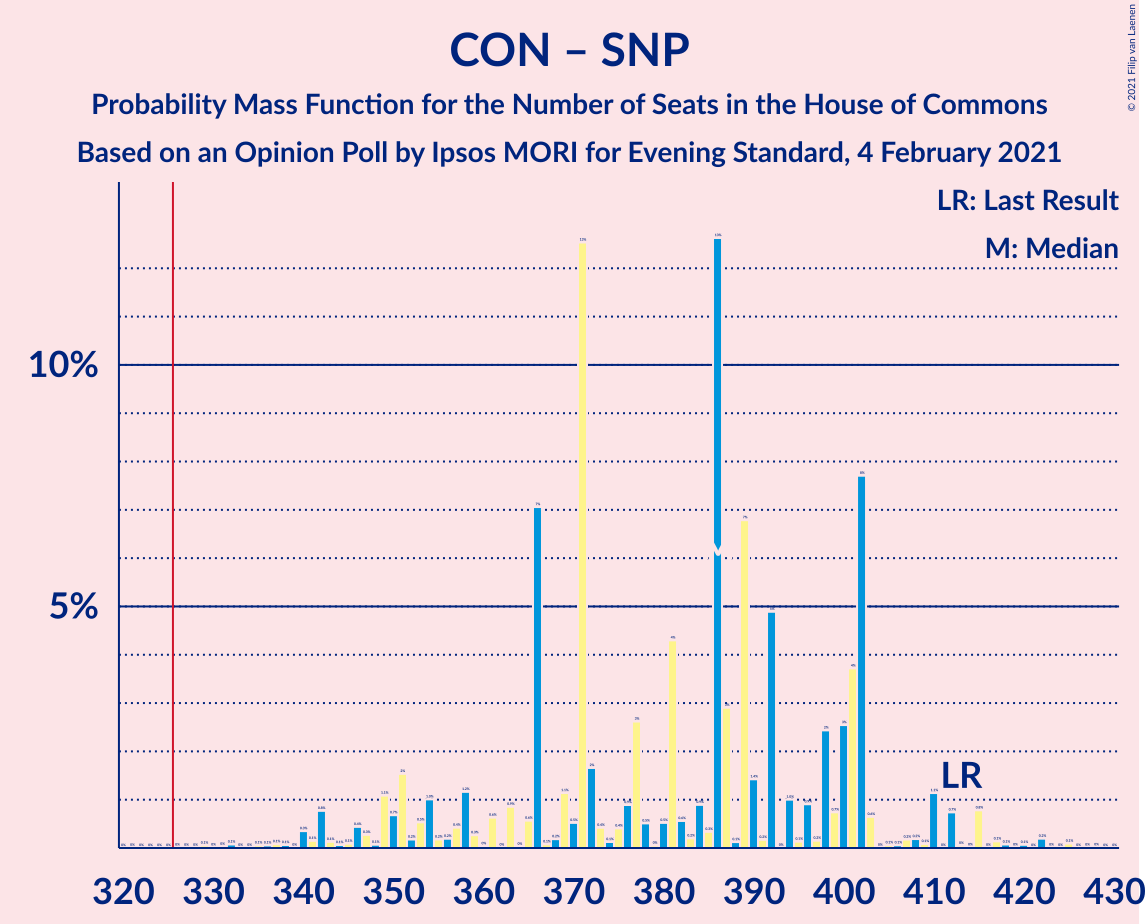 CON – SNP
Probability Mass Function for the Number of Seats in the House of Commons
Based on an Opinion Poll by Ipsos MORI for Evening Standard, 4 February 2021
© 2021 Filip van Laenen
LR: Last Result
M: Median
10%
5%
M
LR
320 330 340 350 360 370 380 390 400 410 420 430